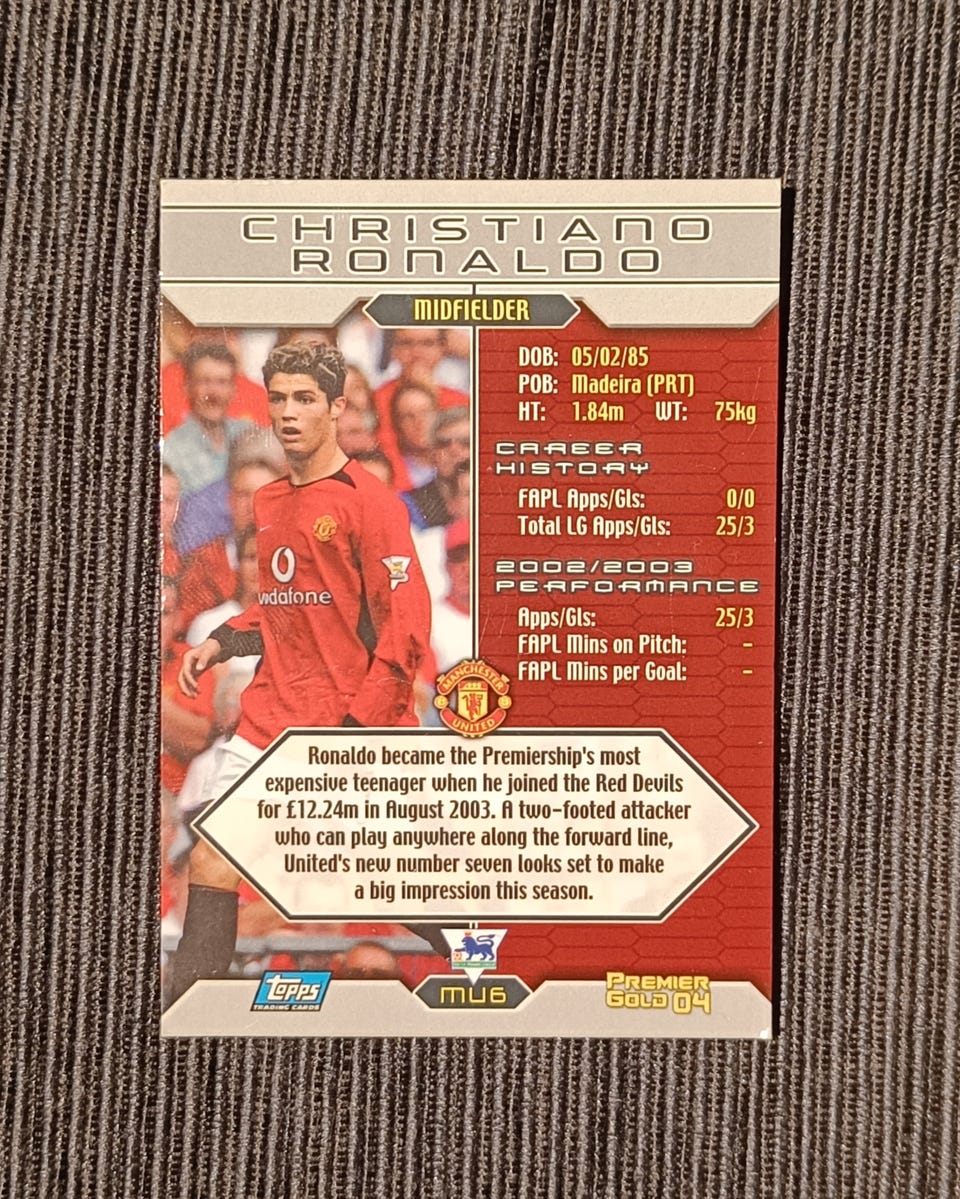 CHRISTIANO
RONALDO
MIDFIELDER
DOB: 05/02/85
POB: Madeira (PRT)
HT: 1.84m WT: 75kg
CAREER
HISTORY
FAPL Apps/Gls: 0/0
Total LG Apps/Gls: 25/3
2002/2003
PERFORMANCE
Apps/Gls: 25/3
FAPL Mins on Pitch: -
FAPL Mins per Goal: -
vodafone
MANCHESTER
UNITED
Ronaldo became the Premiership's most
expensive teenager when he joined the Red Devils
for £12.24m in August 2003. A two-footed attacker
who can play anywhere along the forward line,
United's new number seven looks set to make
a big impression this season.
topps
TRADING CARDS
MU6
PREMIER
GOLD 04